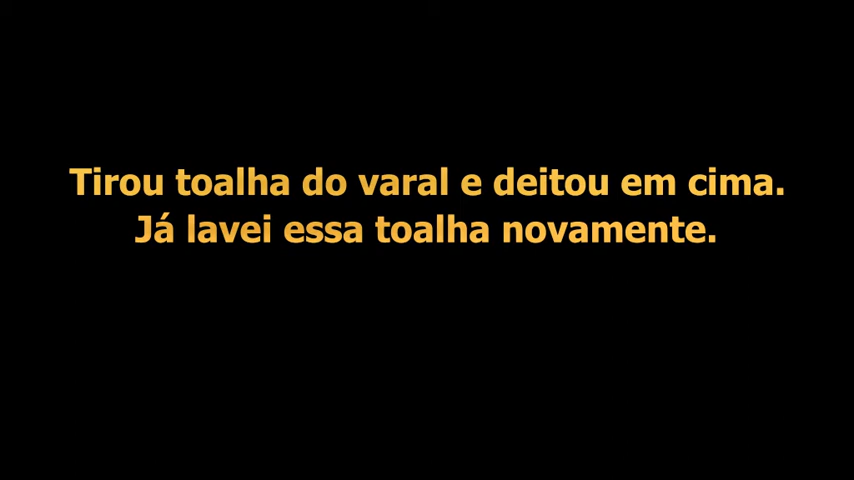 Tirou toalha do varal e deitou em cima.
Já lavei essa toalha novamente.